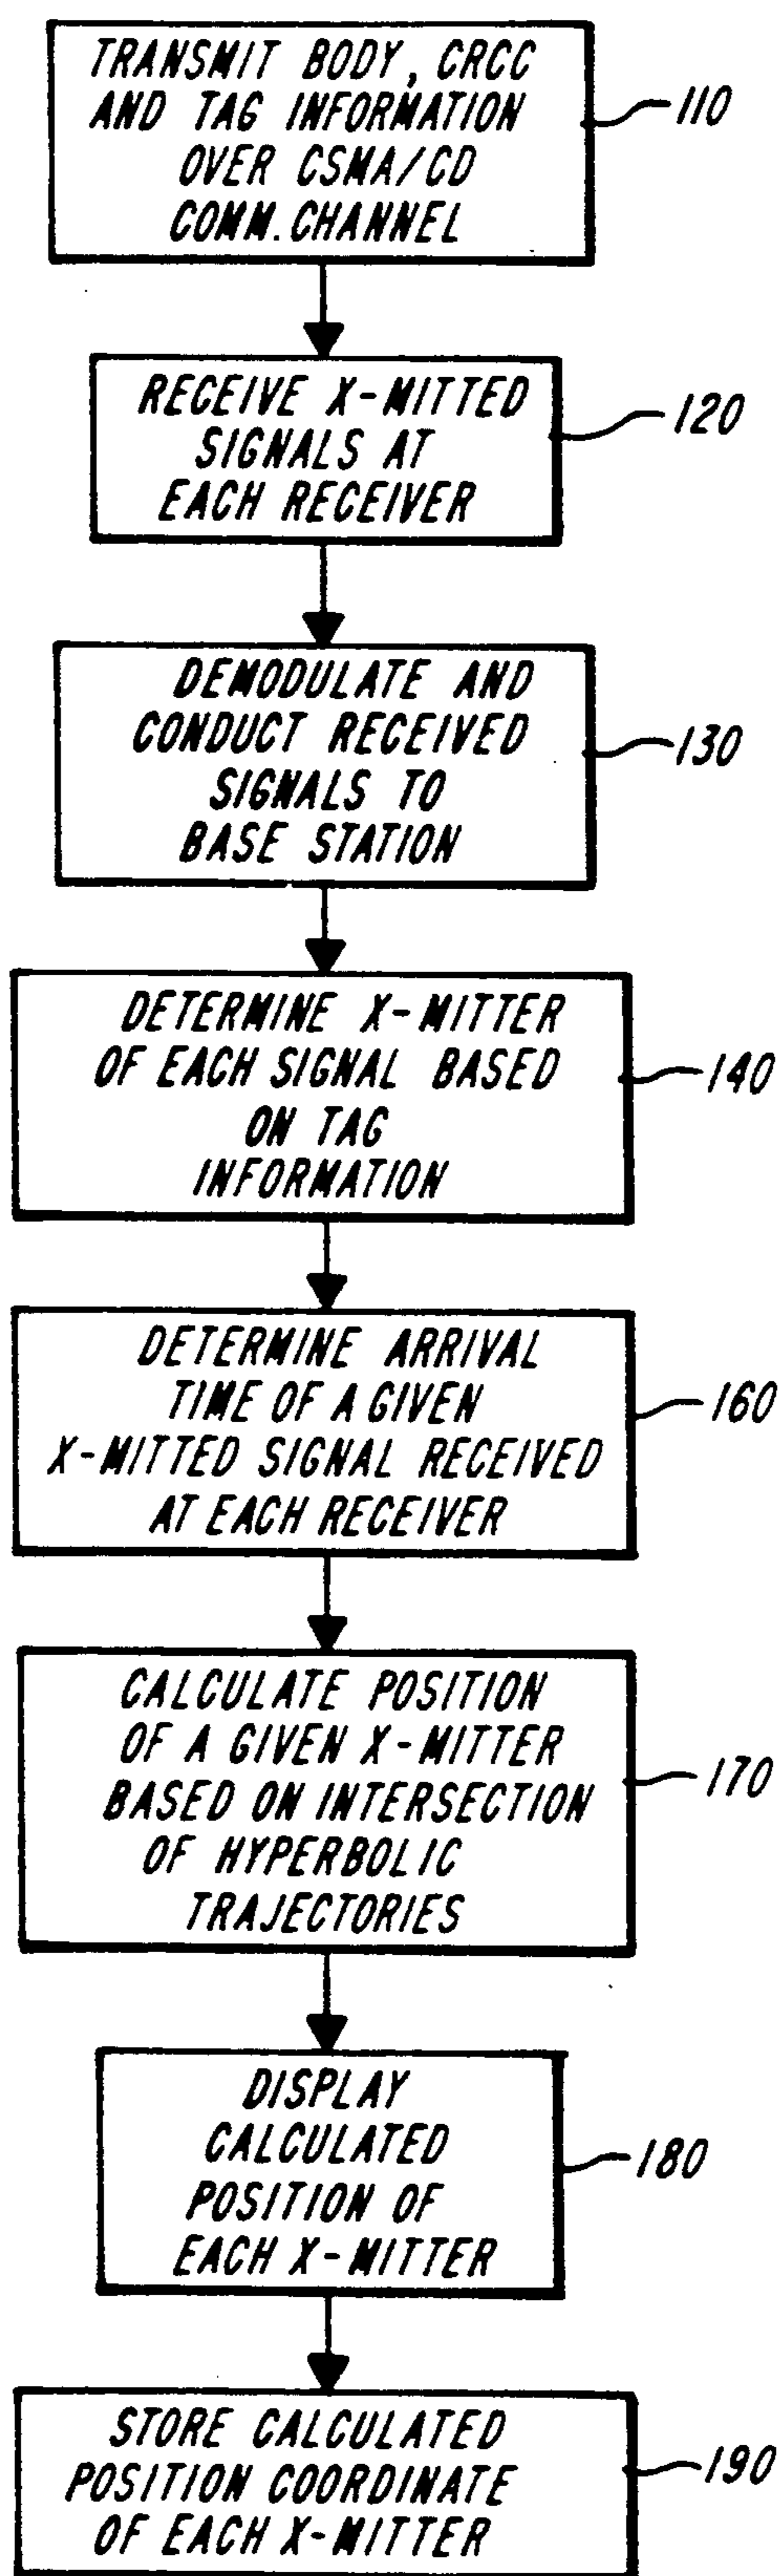 TRANSMIT BODY, CRCC
AND TAG INFORMATION
OVER CSMA/CD
COMM. CHANNEL
110
RECEIVE X-MITTED
SIGNALS AT
EACH RECEIVER
120
DEMODULATE AND
CONDUCT RECEIVED
SIGNALS TO
BASE STATION
130
DETERMINE X-MITTER
OF EACH SIGNAL BASED
ON TAG
INFORMATION
140
DETERMINE ARRIVAL
TIME OF A GIVEN
X-MITTED SIGNAL RECEIVED
AT EACH RECEIVER
160
CALCULATE POSITION
OF A GIVEN X-MITTER
BASED ON INTERSECTION
OF HYPERBOLIC
TRAJECTORIES
170
DISPLAY
CALCULATED
POSITION OF
EACH X-MITTER
180
STORE CALCULATED
POSITION COORDINATE
OF EACH X-MITTER
190